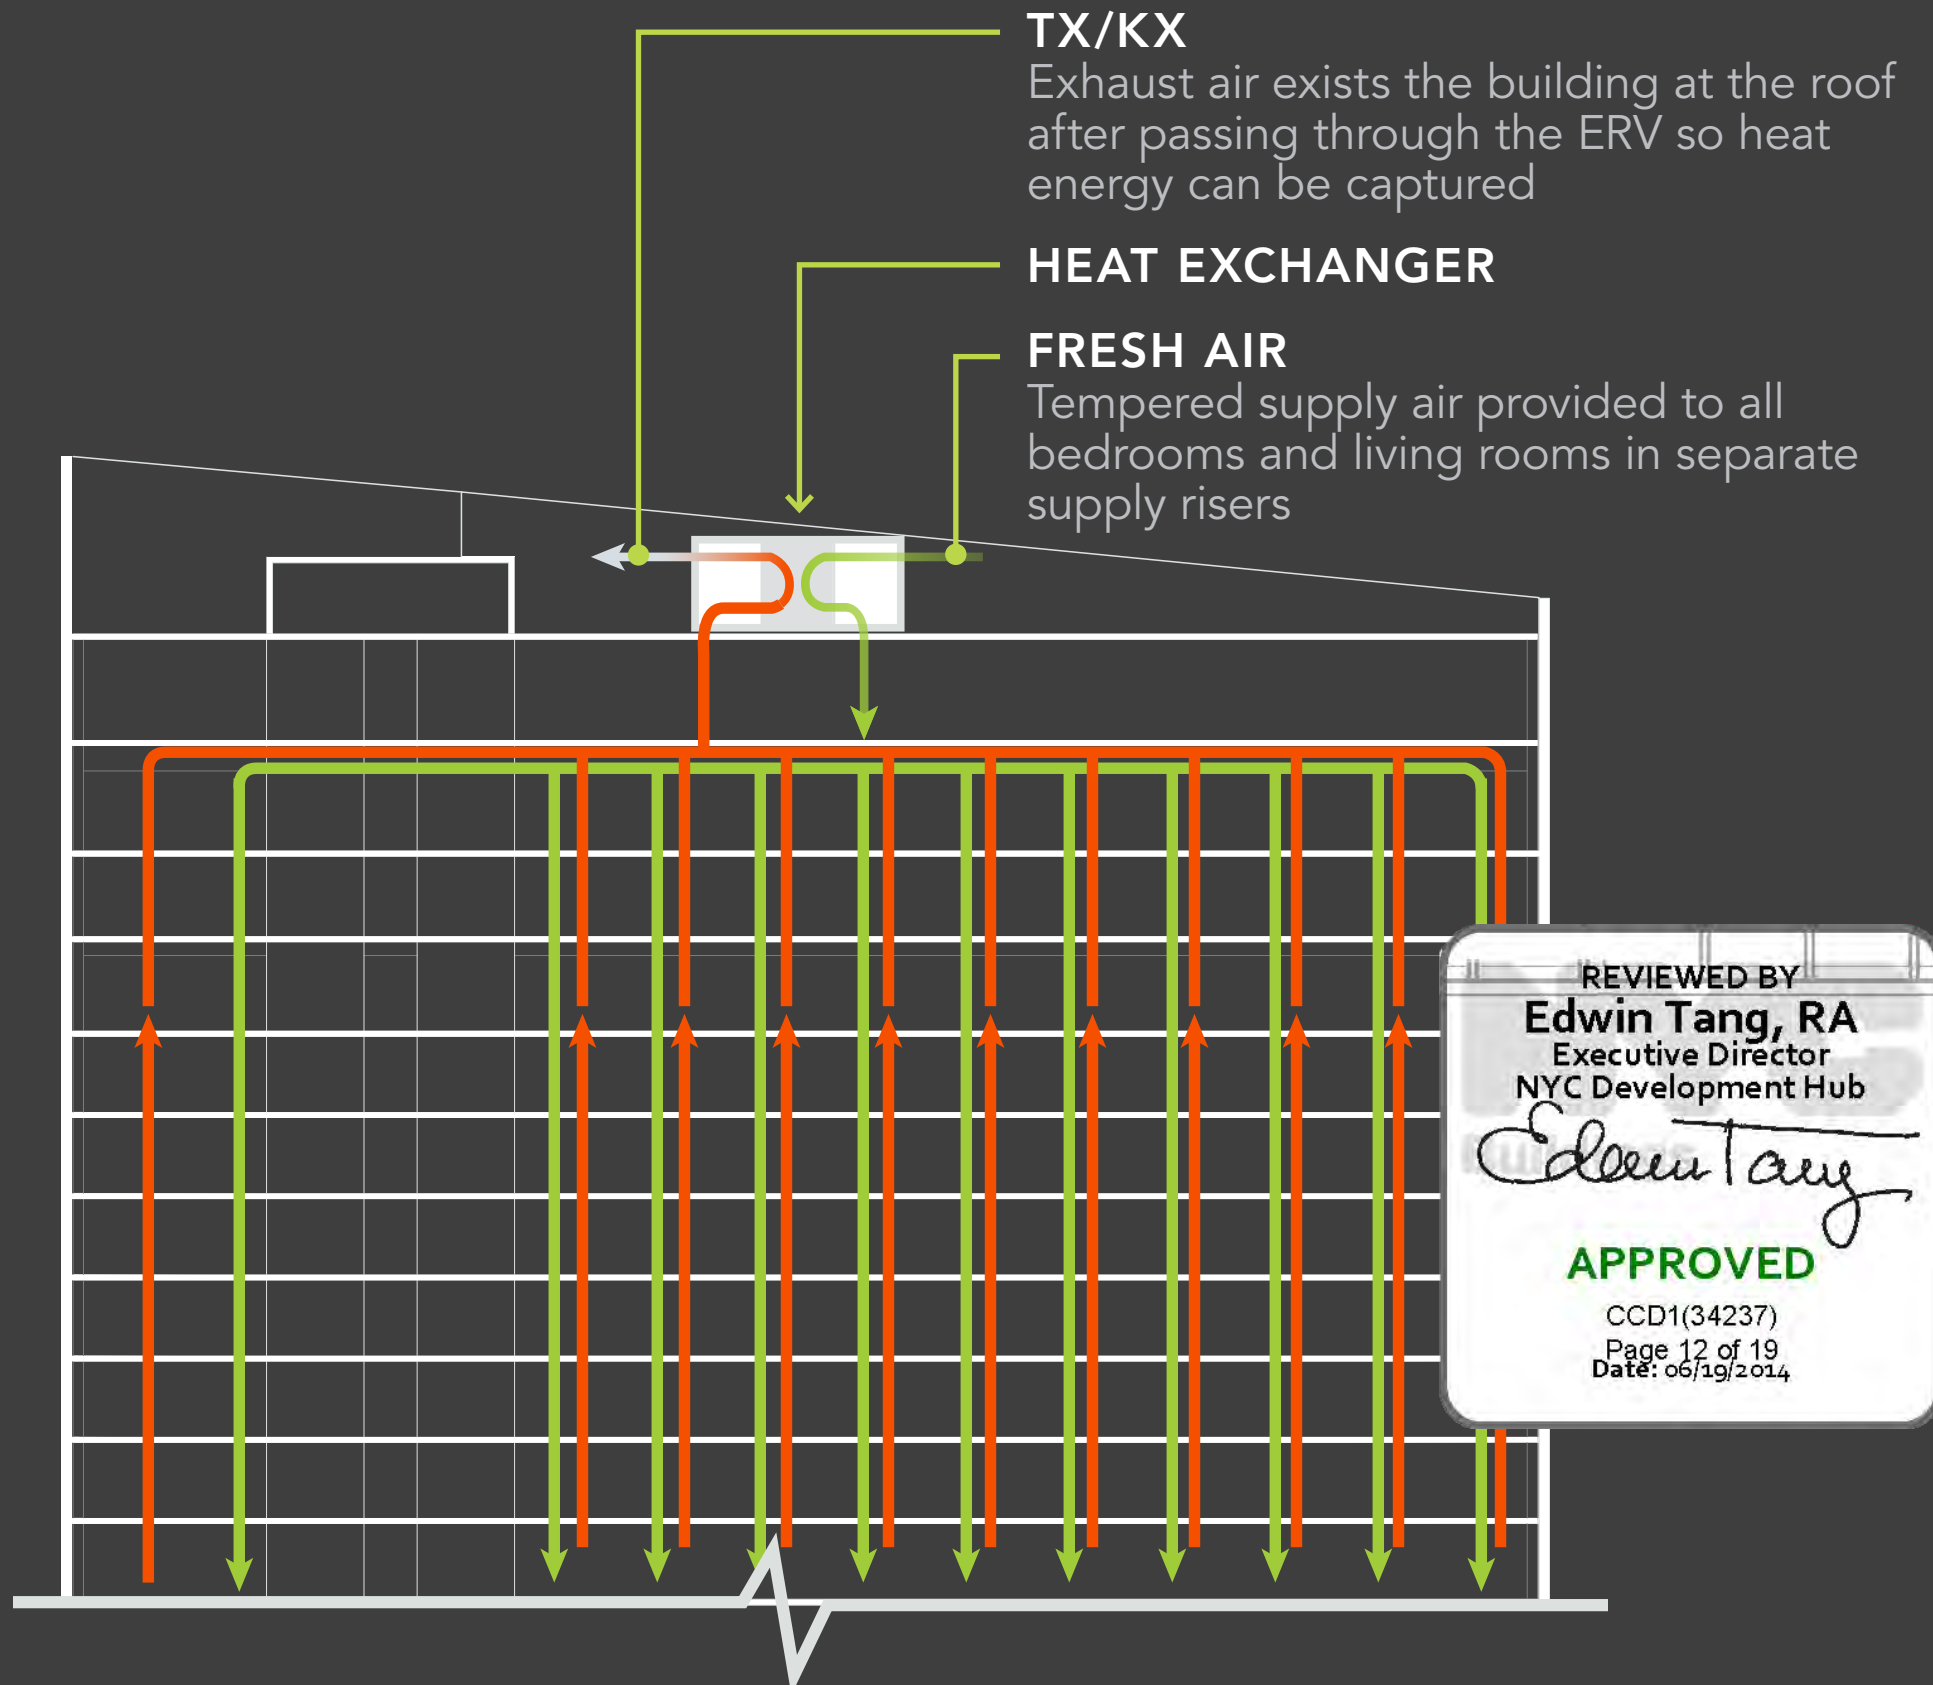 TX/KX
Exhaust air exists the building at the roof
after passing through the ERV so heat
energy can be captured
HEAT EXCHANGER
FRESH AIR
Tempered supply air provided to all
bedrooms and living rooms in separate
supply risers
REVIEWED BY
Edwin Tang, RA
Executive Director
NYC Development Hub
Edwin Tang
APPROVED
CCD1(34237)
Page 12 of 19
Date: 06/19/2014